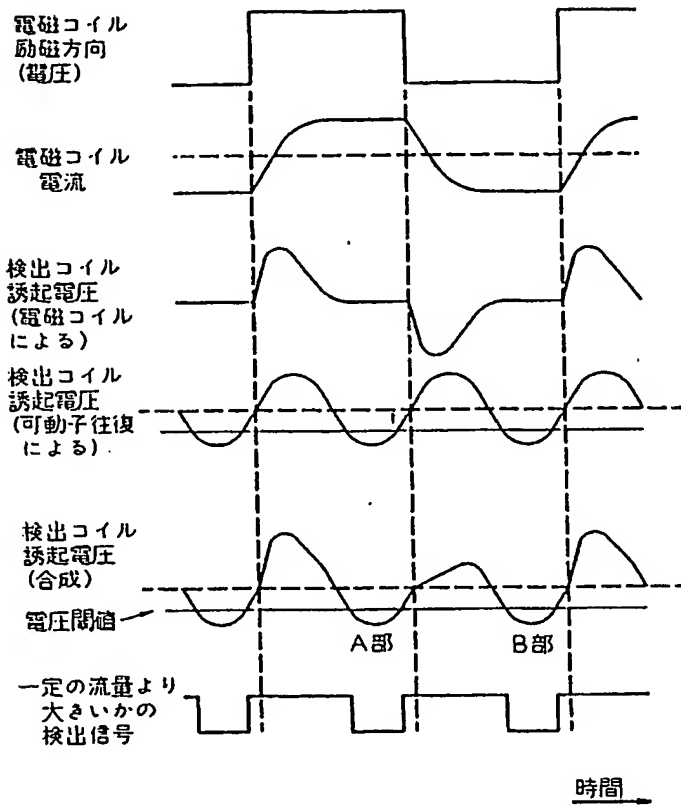 電磁コイル
励磁方向
(電圧)
電磁コイル
電流
検出コイル
誘起電圧
(電磁コイル
による)
検出コイル
誘起電圧
(可動子往復
による)
検出コイル
誘起電圧
(合成)
電圧閾値
A部
B部
一定の流量より
大きいかの
検出信号
時間